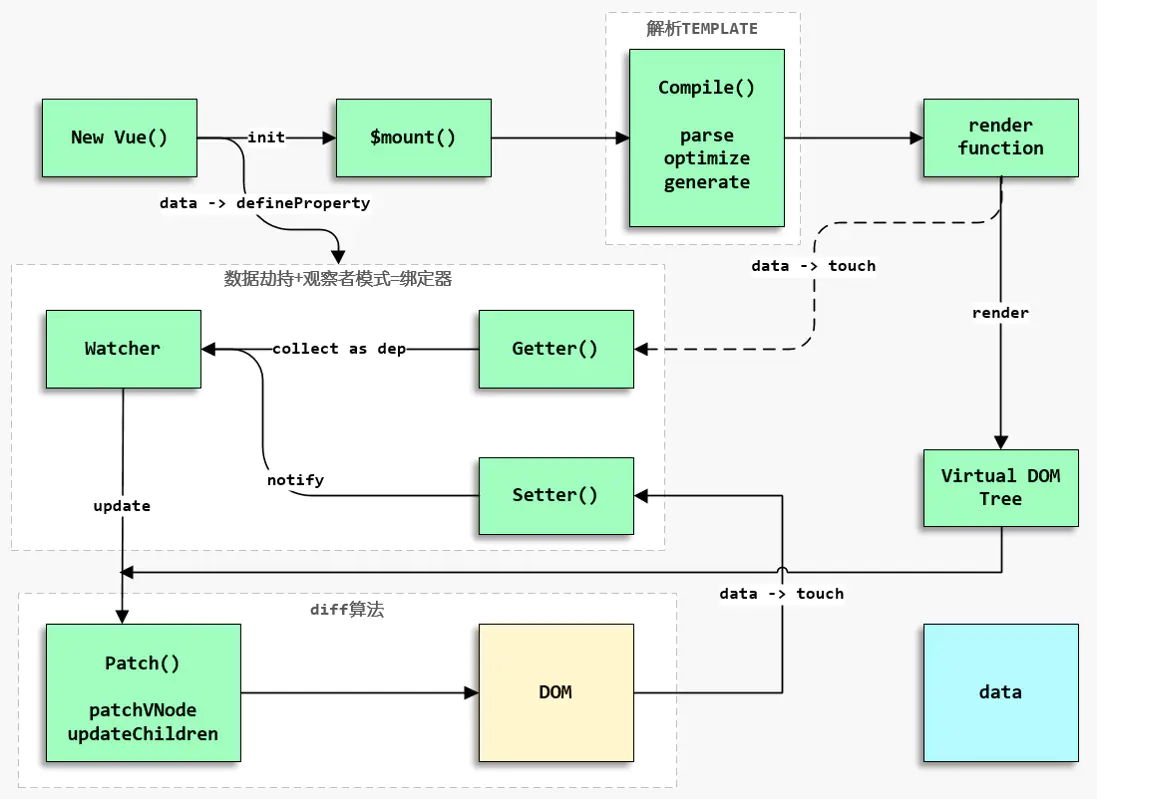 解析TEMPLATE
Compile()
parse
optimize
generate
New Vue()
init
$mount()
render
function
data -> defineProperty
data -> touch
数据劫持+观察者模式=绑定器
render
Watcher
collect as dep
Getter()
notify
Setter()
update
Virtual DOM
Tree
data -> touch
diff算法
Patch()
patchVNode
updateChildren
DOM
data